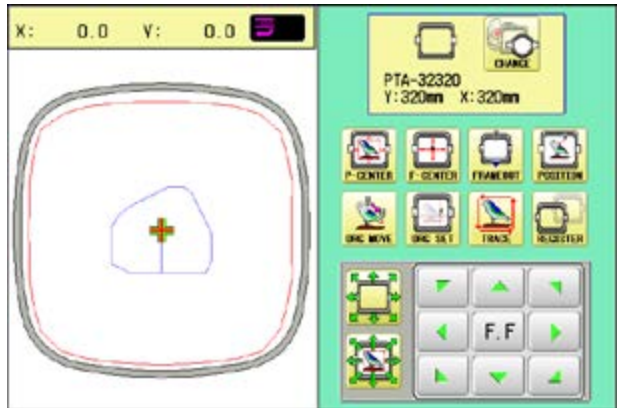 X: 0.0 Y: 0.0
CHANGE
PTA-32320
Y:320mm X:320mm
P-CENTER F-CENTER FRAMEOUT POSITION
ORG MOVE ORG SET TRACE REGISTER
F.F